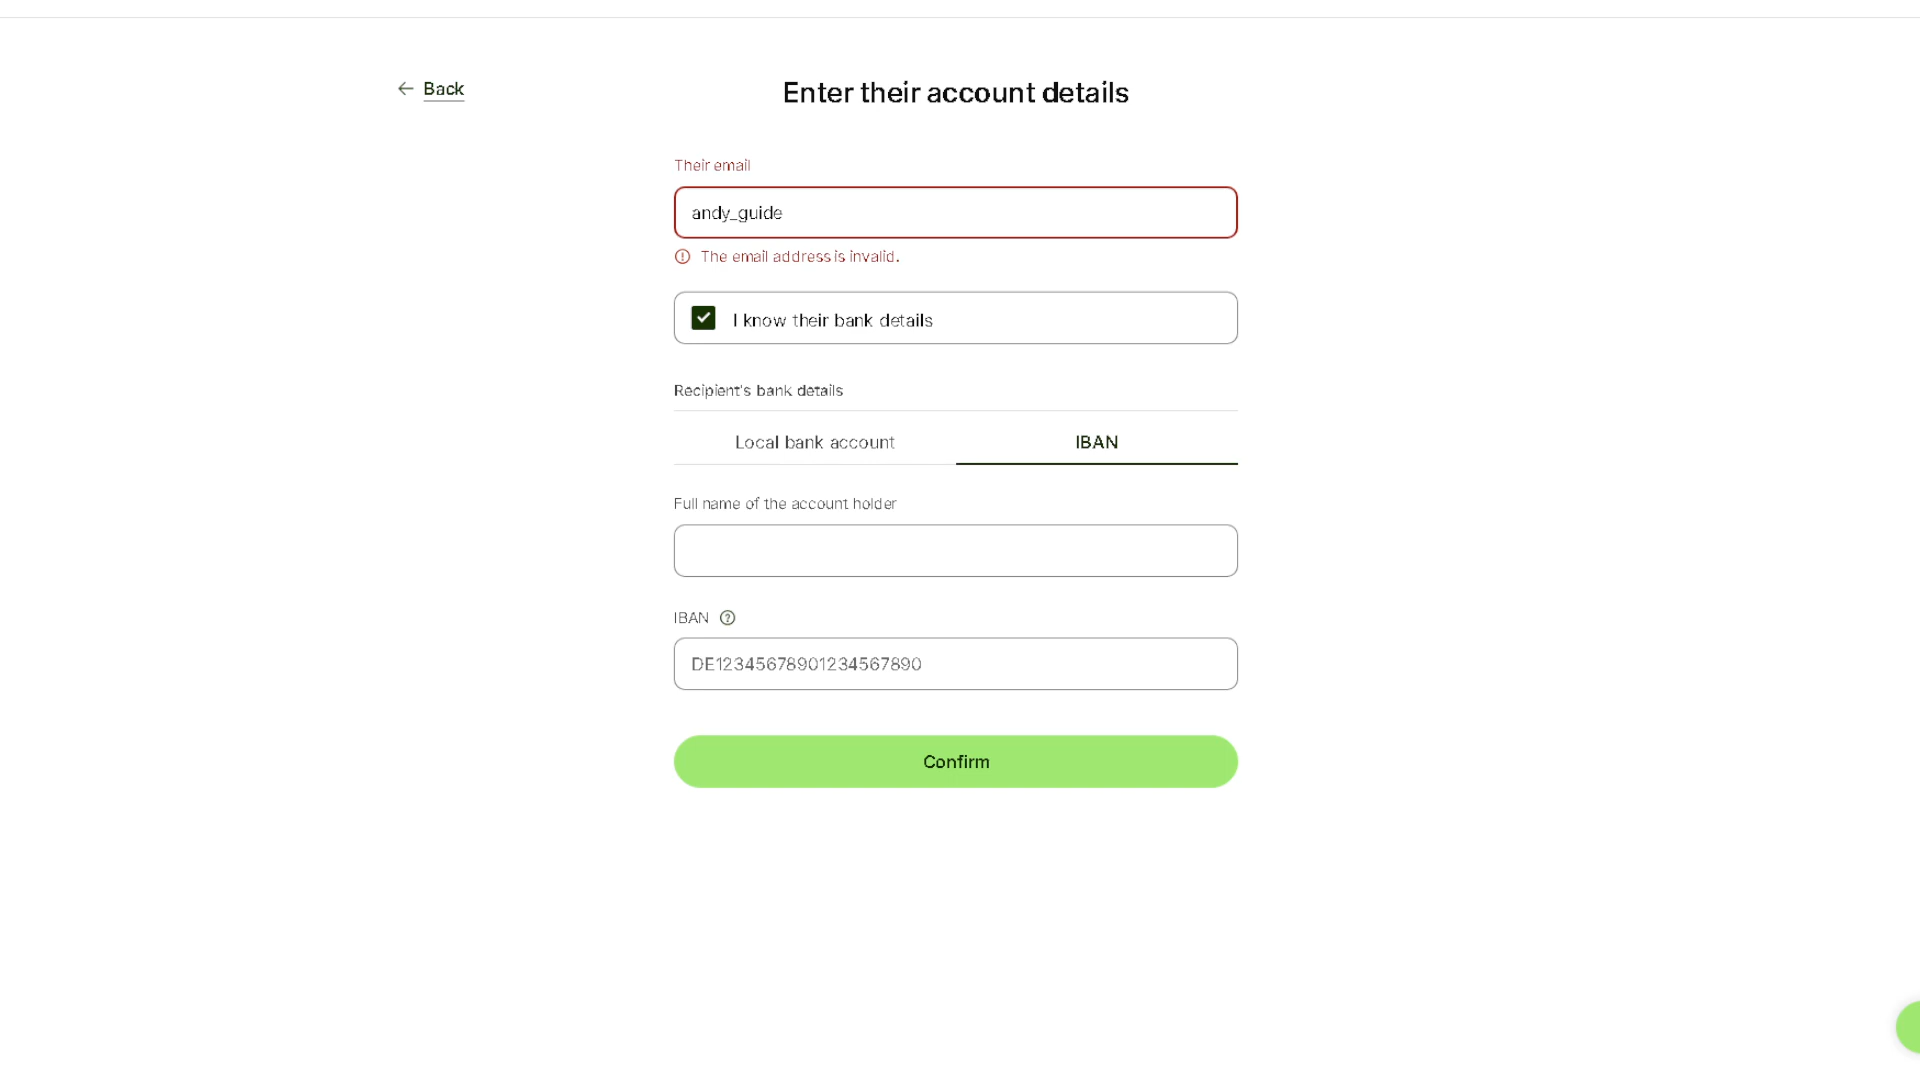 Back
Enter their account details
Their email
andy_guide
The email address is invalid.
I know their bank details
Recipient's bank details
Local bank account
IBAN
Full name of the account holder
IBAN
DE12345678901234567890
Confirm